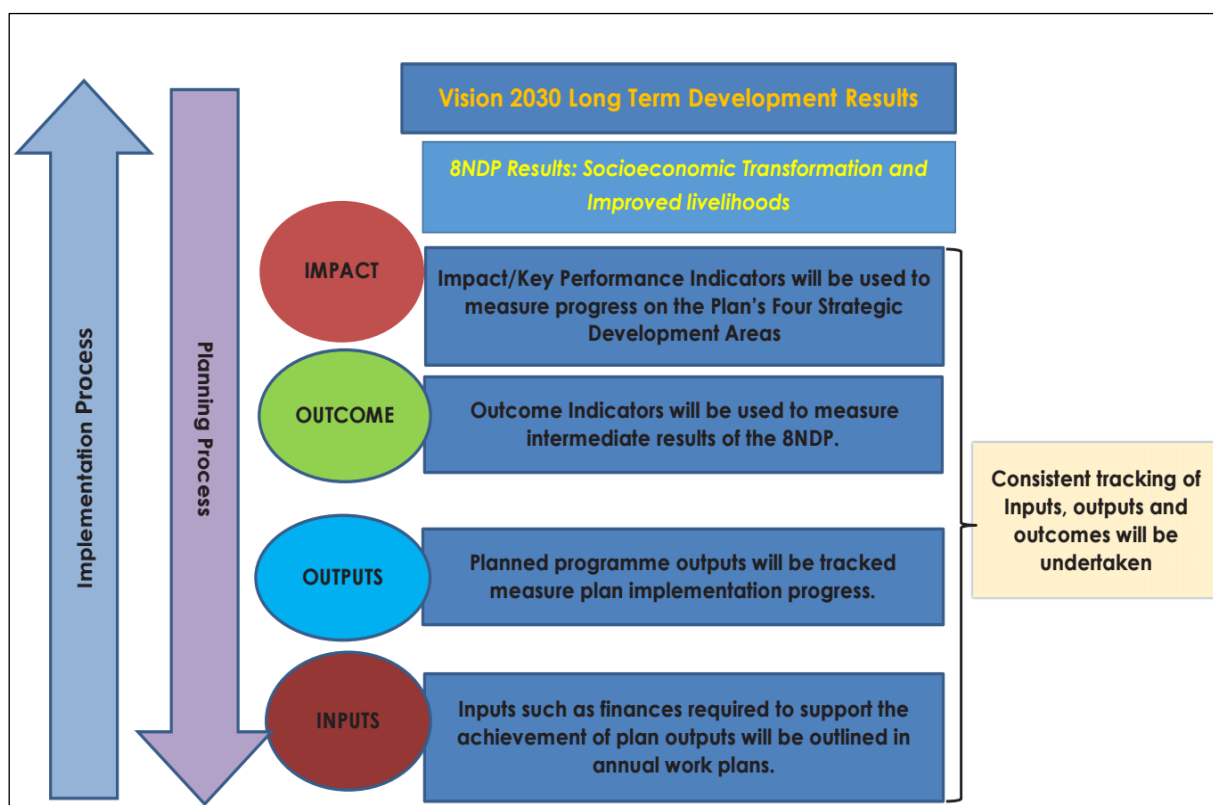 Vision 2030 Long Term Development Results
8NDP Results: Socioeconomic Transformation and
Improved livelihoods
Implementation Process
Planning Process
IMPACT
Impact/Key Performance Indicators will be used to
measure progress on the Plan's Four Strategic
Development Areas
OUTCOME
Outcome Indicators will be used to measure
intermediate results of the 8NDP.
OUTPUTS
Planned programme outputs will be tracked
measure plan implementation progress.
INPUTS
Inputs such as finances required to support the
achievement of plan outputs will be outlined in
annual work plans.
Consistent tracking of
Inputs, outputs and
outcomes will be
undertaken